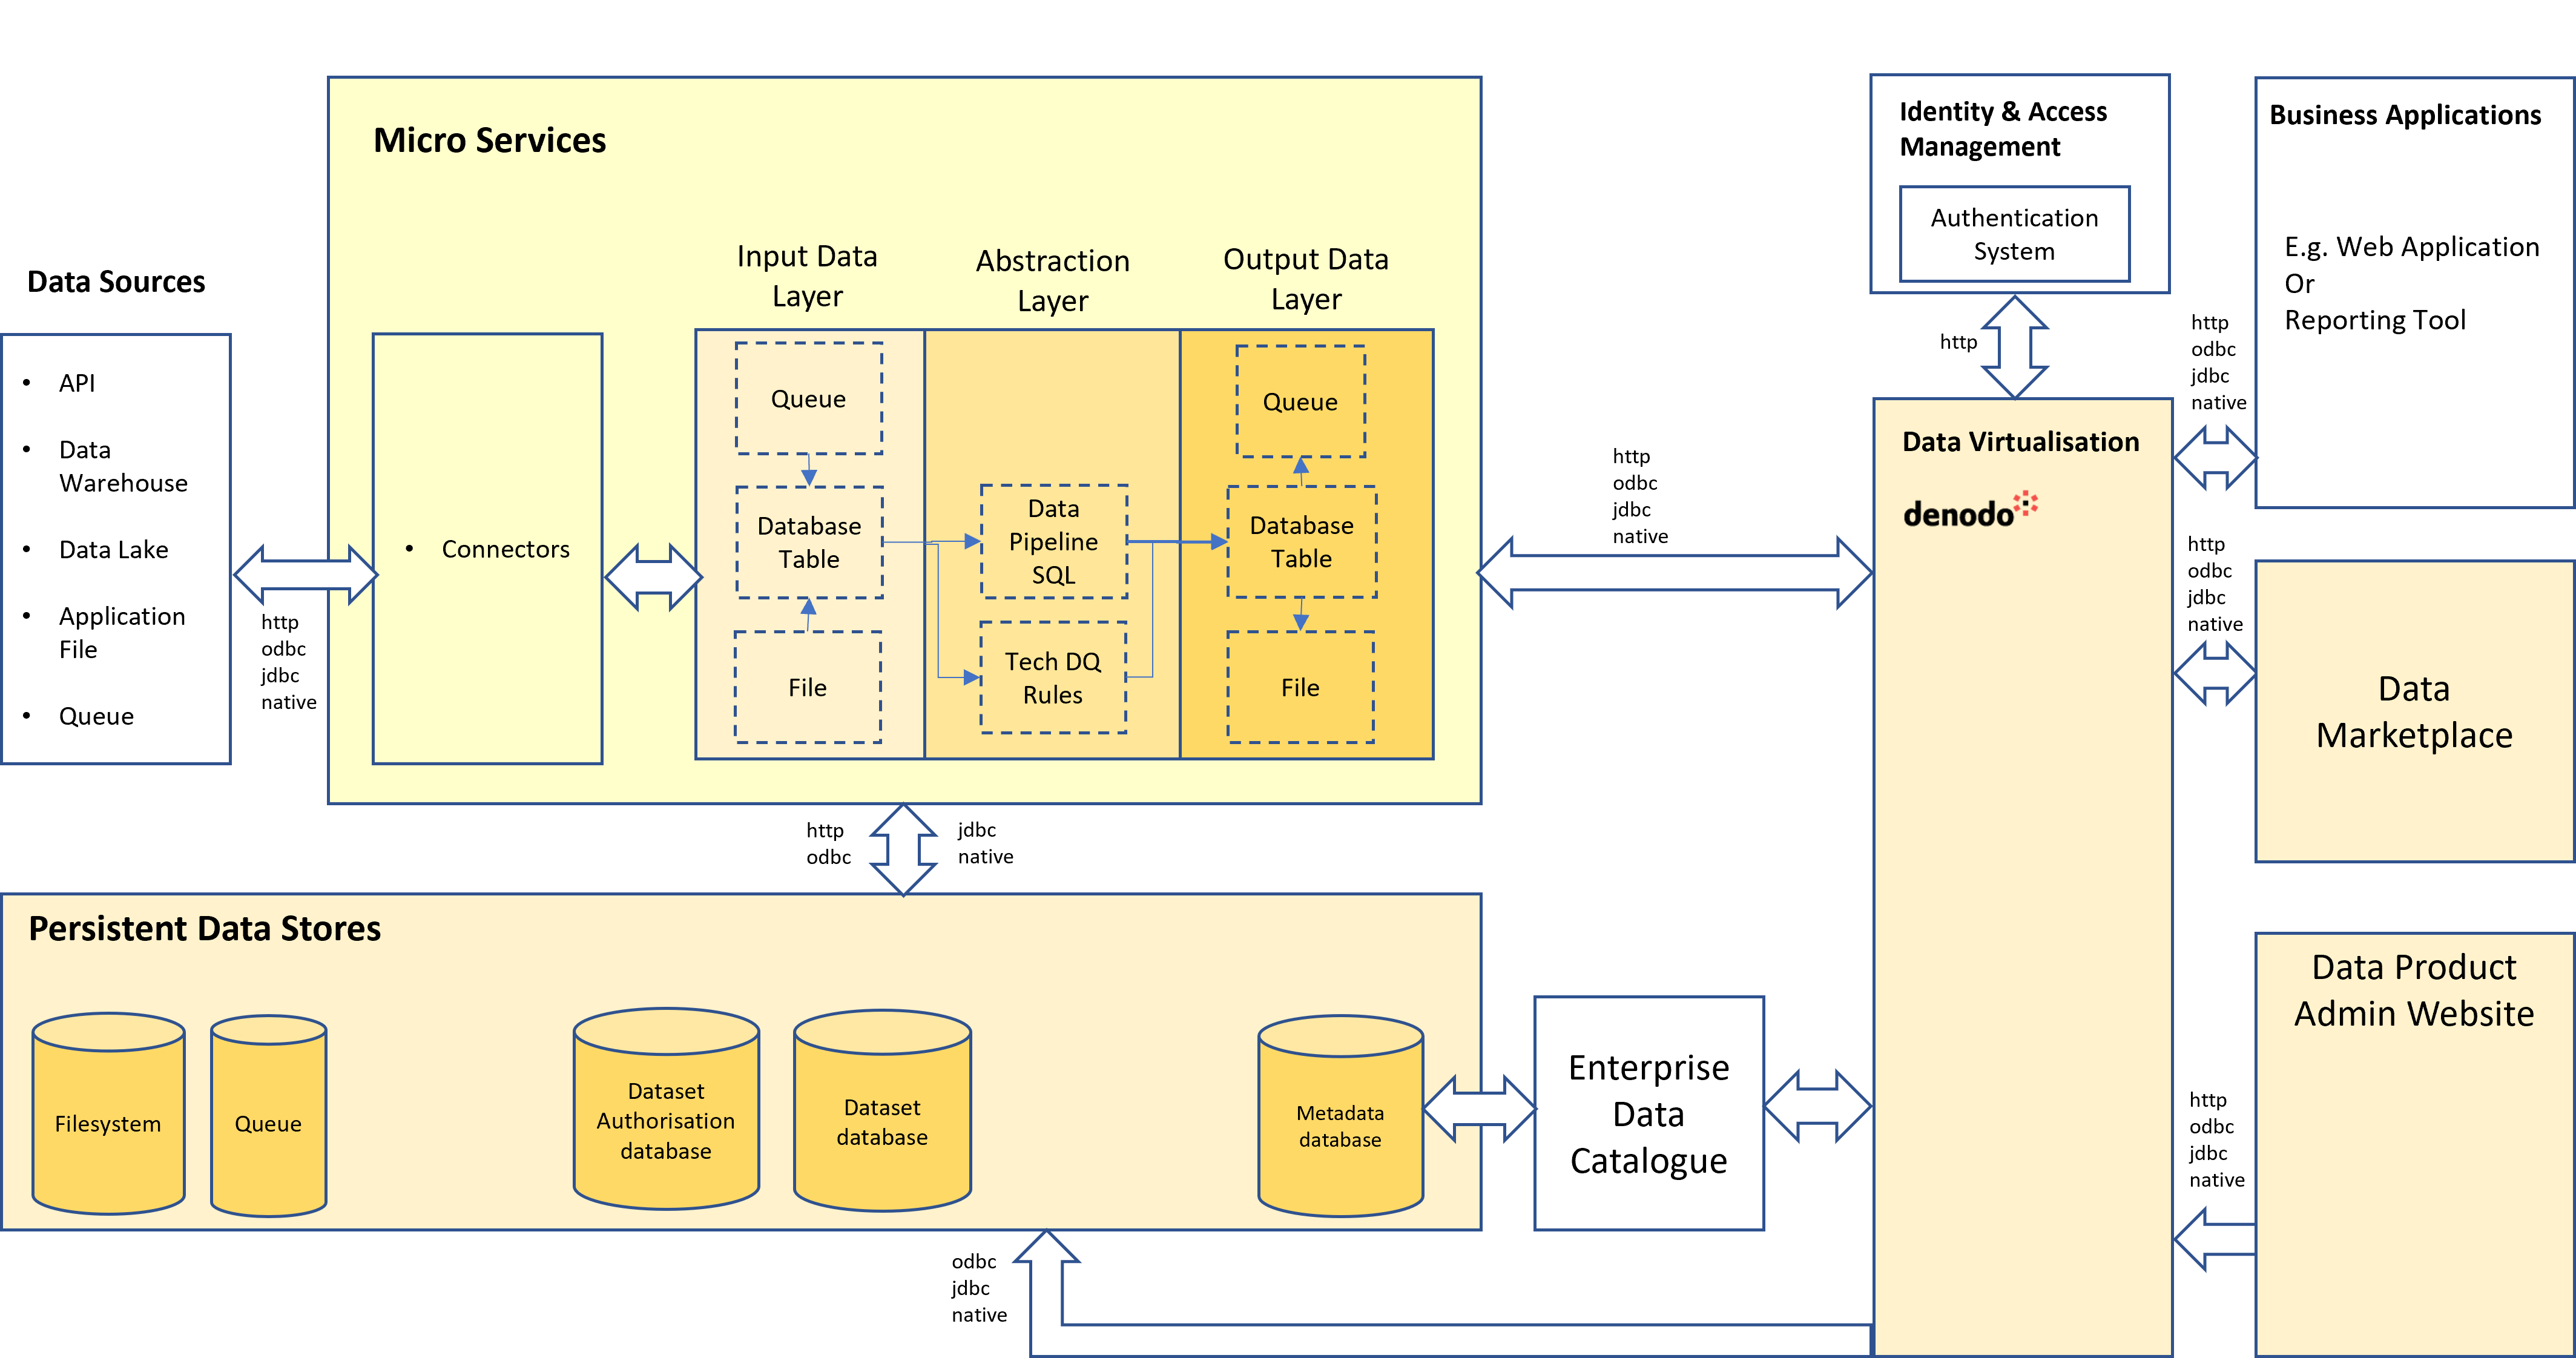 Micro Services
Identity & Access
Management
Authentication
System
Business Applications
E.g. Web Application
Or
Reporting Tool
Data Sources
• API
• Data
Warehouse
• Data Lake
• Application
File
• Queue
http
odbc
jdbc
native
• Connectors
Input Data
Layer
Queue
Database
Table
File
Abstraction
Layer
Data
Pipeline
SQL
Tech DQ
Rules
Output Data
Layer
Queue
Database
Table
File
http
odbc
jdbc
native
http
Data Virtualisation
denodo
http
odbc
jdbc
native
http
odbc
jdbc
native
Data
Marketplace
http
odbc
jdbc
native
Persistent Data Stores
Filesystem
Queue
Dataset
Authorisation
database
Dataset
database
Metadata
database
Enterprise
Data
Catalogue
Data Product
Admin Website
http
odbc
jdbc
native
odbc
jdbc
native